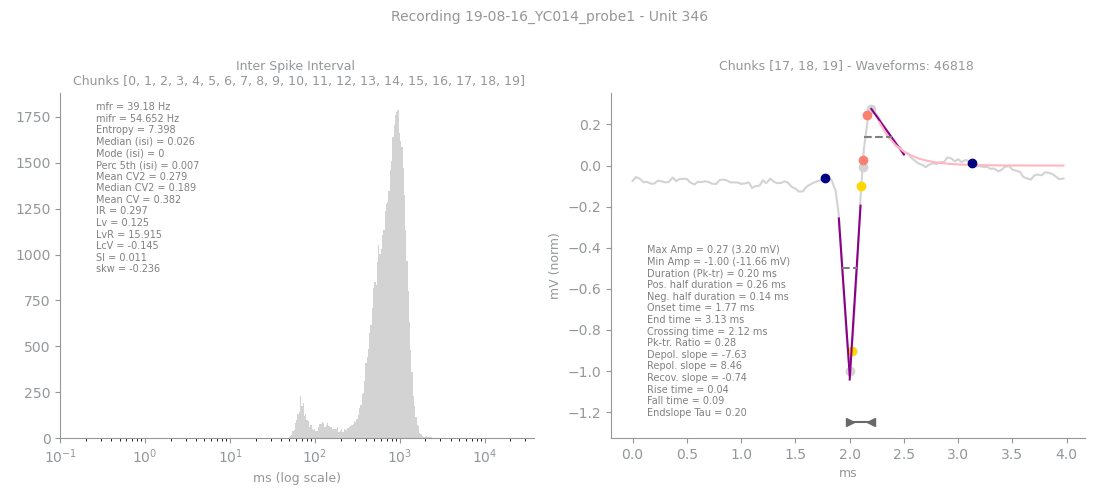 Recording 19-08-16_YC014_probe1 - Unit 346
Inter Spike Interval
Chunks [0, 1, 2, 3, 4, 5, 6, 7, 8, 9, 10, 11, 12, 13, 14, 15, 16, 17, 18, 19]
mfr = 39.18 Hz
mifr = 54.652 Hz
Entropy = 7.398
Median (isi) = 0.026
Mode (isi) = 0
Perc 5th (isi) = 0.007
Mean CV2 = 0.279
Median CV2 = 0.189
Mean CV = 0.382
IR = 0.297
Lv = 0.125
LvR = 15.915
LcV = -0.145
SI = 0.011
skw = -0.236
1750
1500
1250
1000
750
500
250
0
10⁻¹ 10⁰ 10¹ 10² 10³ 10⁴
ms (log scale)
Chunks [17, 18, 19] - Waveforms: 46818
mV (norm)
0.2
0.0
−0.2
−0.4
−0.6
−0.8
−1.0
−1.2
Max Amp = 0.27 (3.20 mV)
Min Amp = -1.00 (-11.66 mV)
Duration (Pk-tr) = 0.20 ms
Pos. half duration = 0.26 ms
Neg. half duration = 0.14 ms
Onset time = 1.77 ms
End time = 3.13 ms
Crossing time = 2.12 ms
Pk-tr. Ratio = 0.28
Depol. slope = -7.63
Repol. slope = 8.46
Recov. slope = -0.74
Rise time = 0.04
Fall time = 0.09
Endslope Tau = 0.20
0.0 0.5 1.0 1.5 2.0 2.5 3.0 3.5 4.0
ms